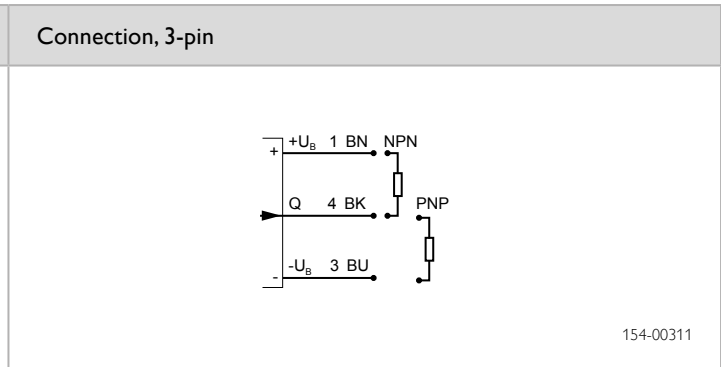 Connection, 3-pin
+U_B 1 BN NPN
+
Q 4 BK PNP
-U_B 3 BU
-
154-00311